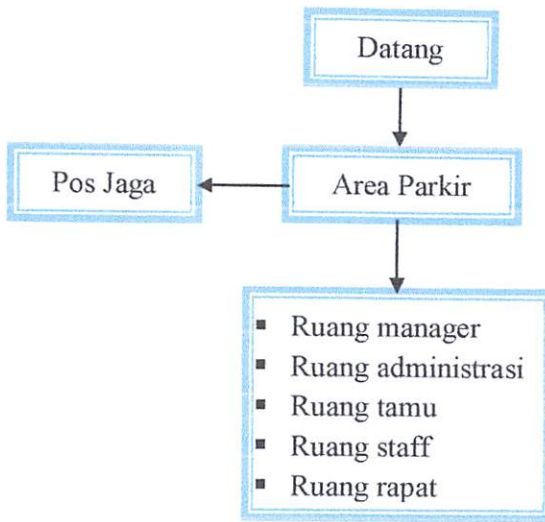 Datang
Pos Jaga
Area Parkir
▪ Ruang manager
▪ Ruang administrasi
▪ Ruang tamu
▪ Ruang staff
▪ Ruang rapat